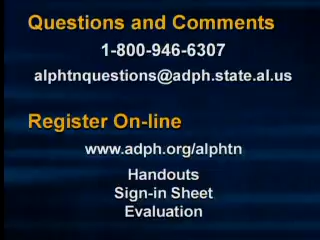 Questions and Comments
1-800-946-6307
alphtnquestions@adph.state.al.us
Register On-line
www.adph.org/alphtn
Handouts
Sign-in Sheet
Evaluation